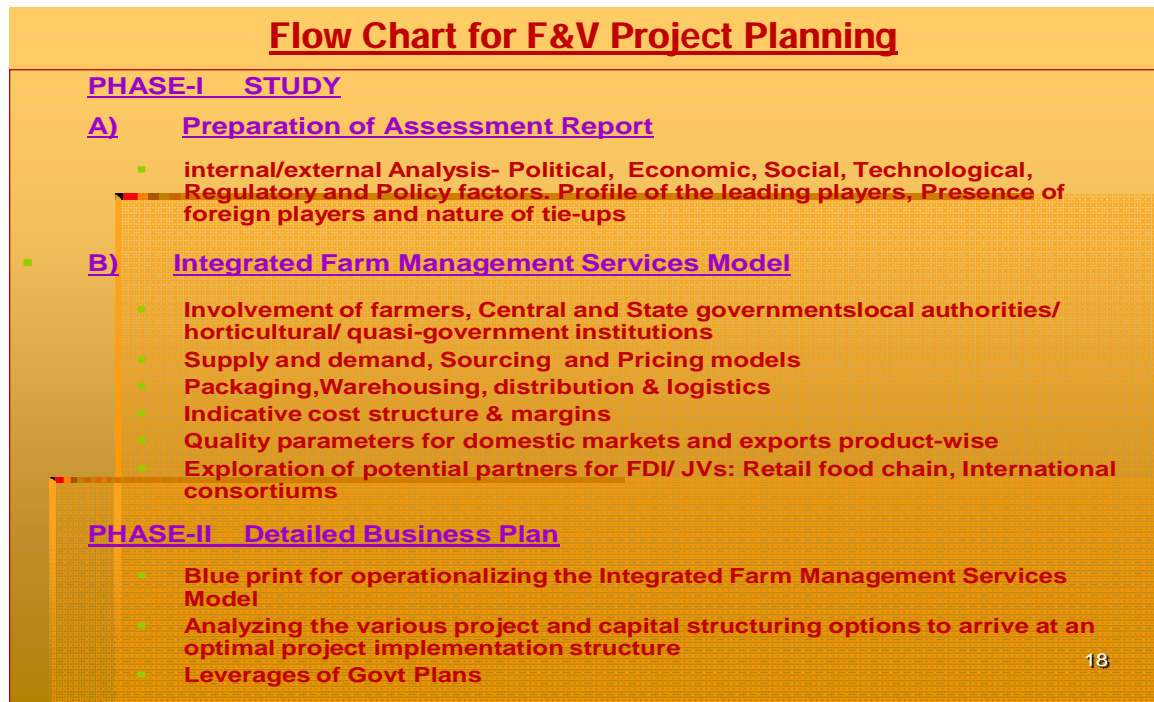 Flow Chart for F&V Project Planning
PHASE-I STUDY
A) Preparation of Assessment Report
internal/external Analysis- Political, Economic, Social, Technological,
Regulatory and Policy factors. Profile of the leading players, Presence of
foreign players and nature of tie-ups
B) Integrated Farm Management Services Model
Involvement of farmers, Central and State governmentslocal authorities/
horticultural/ quasi-government institutions
Supply and demand, Sourcing and Pricing models
Packaging,Warehousing, distribution & logistics
Indicative cost structure & margins
Quality parameters for domestic markets and exports product-wise
Exploration of potential partners for FDI/ JVs: Retail food chain, International
consortiums
PHASE-II Detailed Business Plan
Blue print for operationalizing the Integrated Farm Management Services
Model
Analyzing the various project and capital structuring options to arrive at an
optimal project implementation structure
Leverages of Govt Plans
18